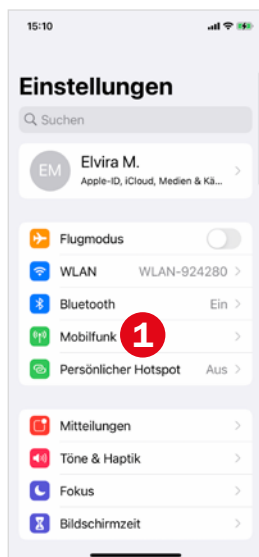 15:10
Einstellungen
Suchen
EM
Elvira M.
Apple-ID, iCloud, Medien & Kä...
Flugmodus
WLAN WLAN-924280
Bluetooth Ein
Mobilfunk 1
Persönlicher Hotspot Aus
Mitteilungen
Töne & Haptik
Fokus
Bildschirmzeit